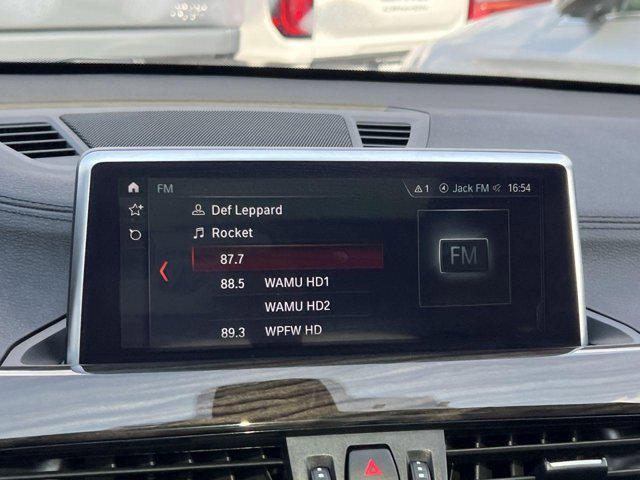 FM
1 Jack FM 16:54
Def Leppard
Rocket
87.7
88.5 WAMU HD1
WAMU HD2
89.3 WPFW HD
FM